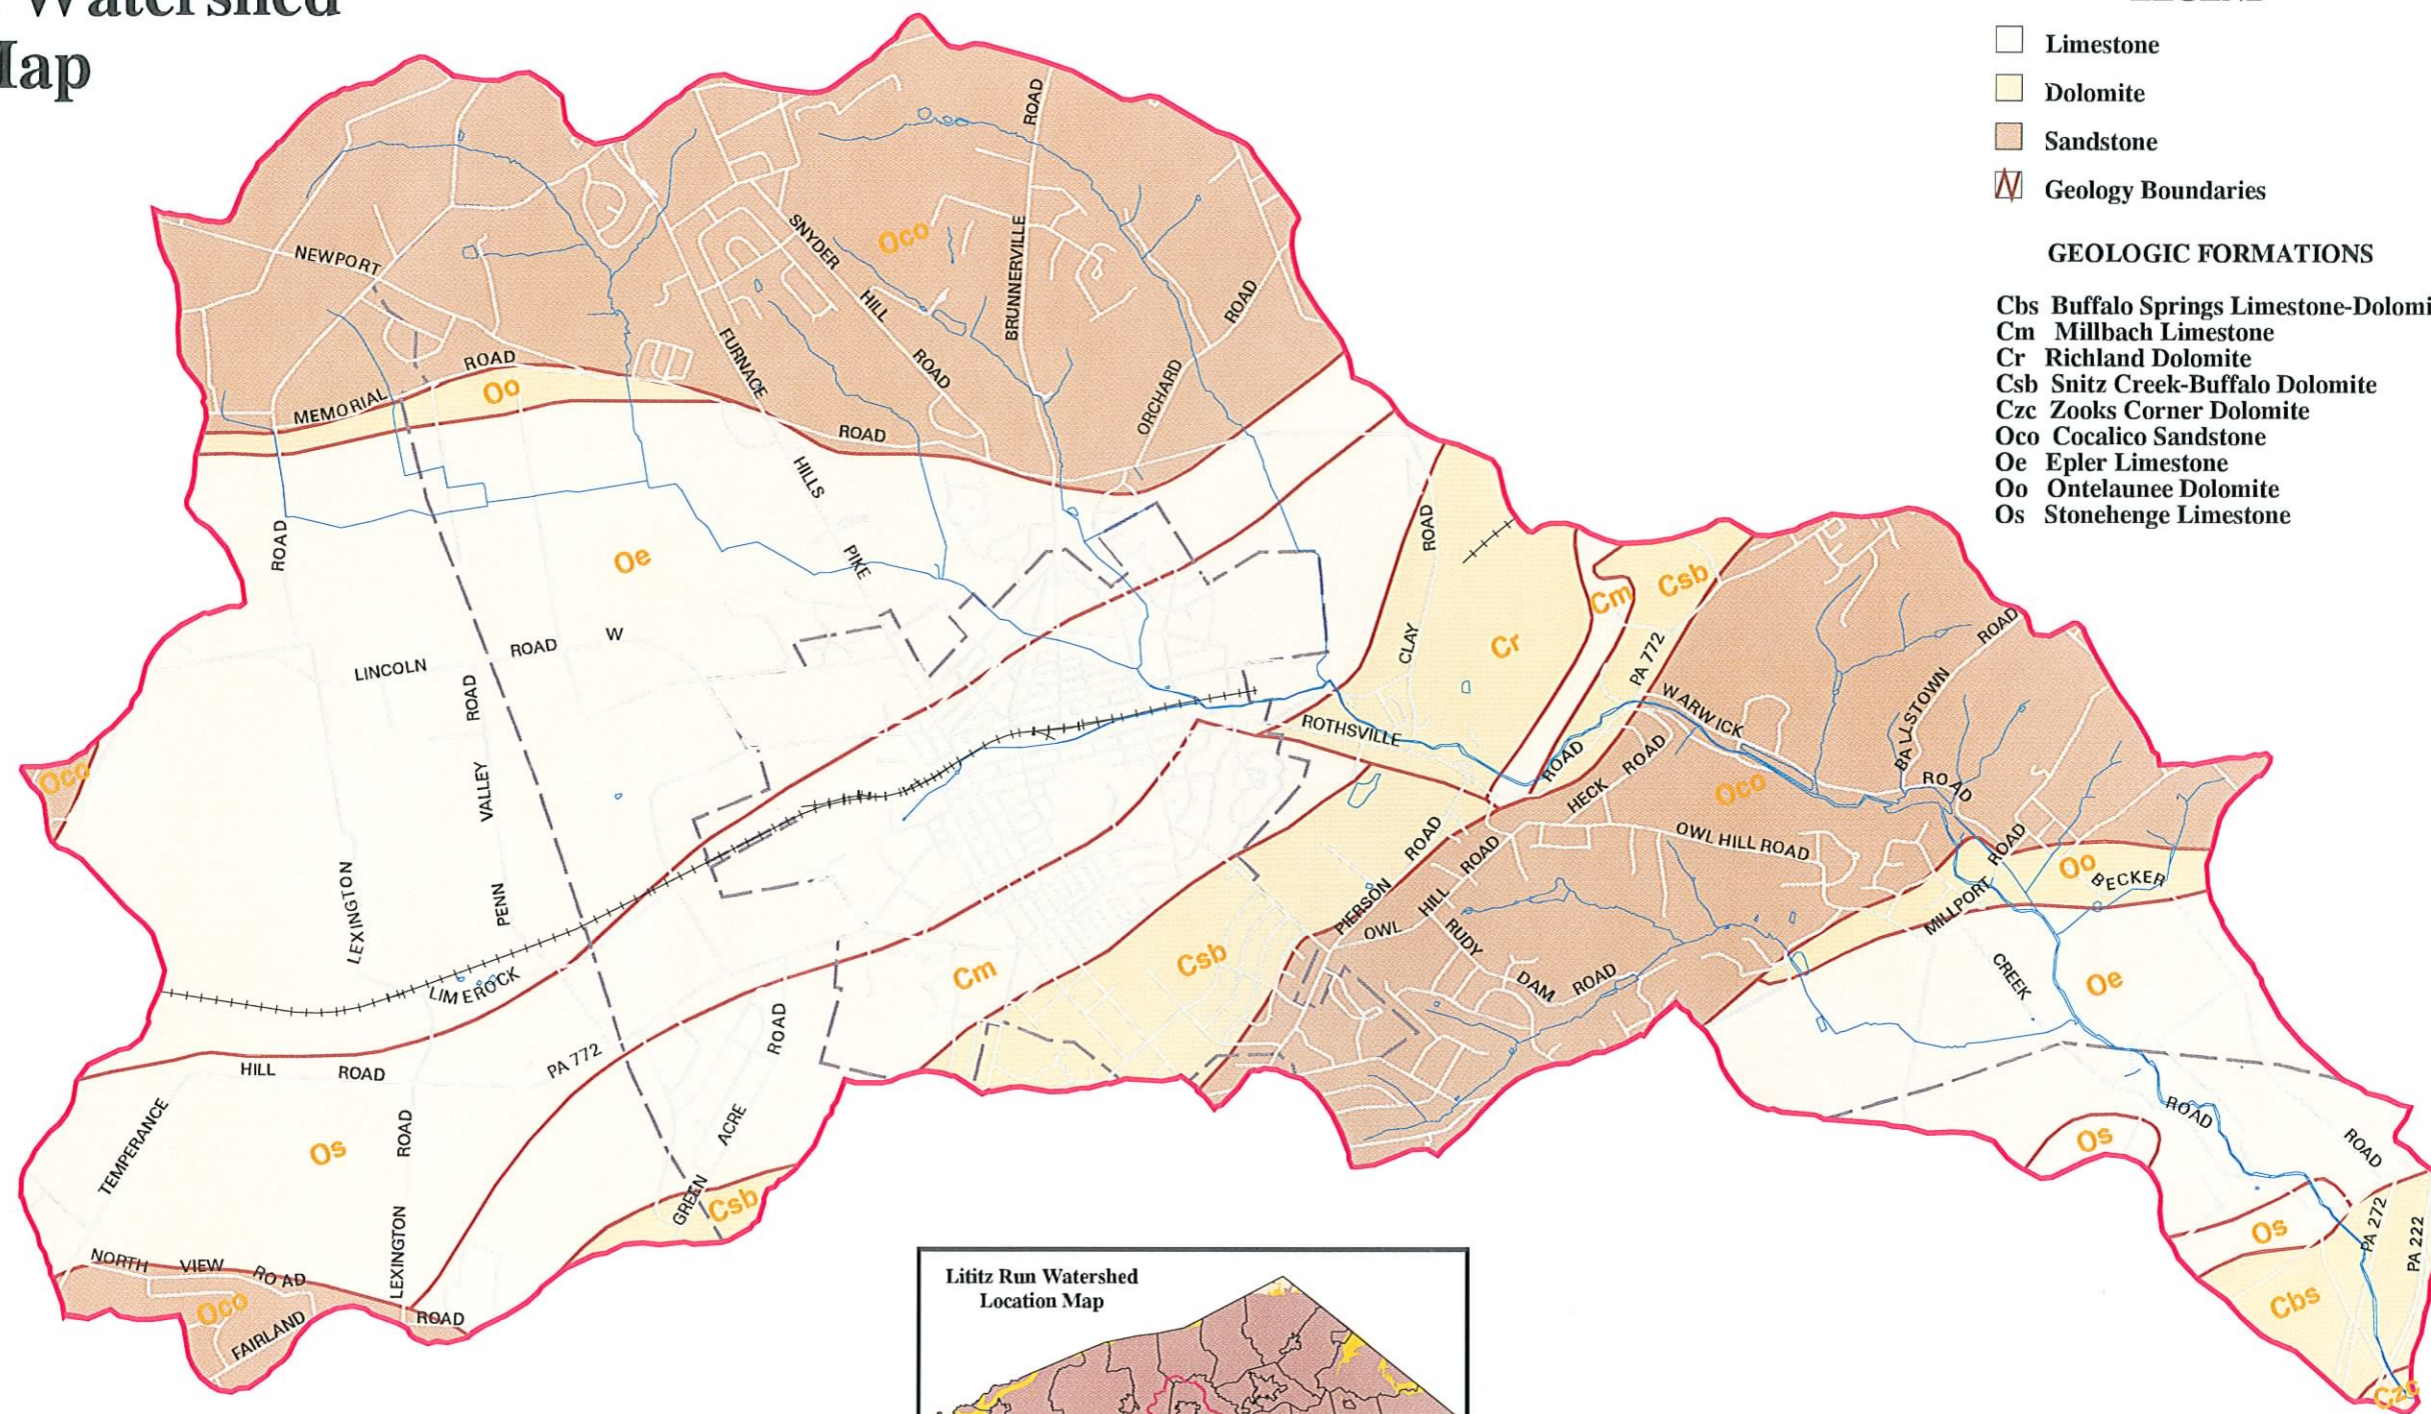 Watershed
Map
Limestone
Dolomite
Sandstone
Geology Boundaries
GEOLOGIC FORMATIONS
Cbs Buffalo Springs Limestone-Dolomi
Cm Millbach Limestone
Cr Richland Dolomite
Csb Snitz Creek-Buffalo Dolomite
Czc Zooks Corner Dolomite
Oco Cocalico Sandstone
Oe Epler Limestone
Oo Ontelaunee Dolomite
Os Stonehenge Limestone
ROAD
SNYDER
Oco
BRUNNERVILLE
NEWPORT
HILL
ROAD
FURNACE
ROAD
ROAD
MEMORIAL
Oo
ORCHARD
ROAD
HILLS
ROAD
ROAD
PIKE
Oe
Csb
Cm
CLAY
Cr
PA 772
ROAD
LINCOLN
ROAD
W
ROAD
WARWICK
BALLSTOWN
ROTHSVILLE
ROAD
ROAD
HECK
Oco
ROAD
Oco
VALLEY
ROAD
ROAD
OWL HILL ROAD
ROAD
Oo
BECKER
LEXINGTON
PENN
PIERSON
HILL
OWL
RUDY
MILLPORT
Csb
Cm
LIMEROCK
DAM
ROAD
CREEK
Oe
ROAD
PA 772
HILL
ROAD
TEMPERANCE
ROAD
ACRE
Os
ROAD
Os
ROAD
GREEN
Csb
Os
PA 272
PA 222
LEXINGTON
NORTH
VIEW
ROAD
Oco
FAIRLAND
ROAD
Cbs
Czc
Lititz Run Watershed
Location Map